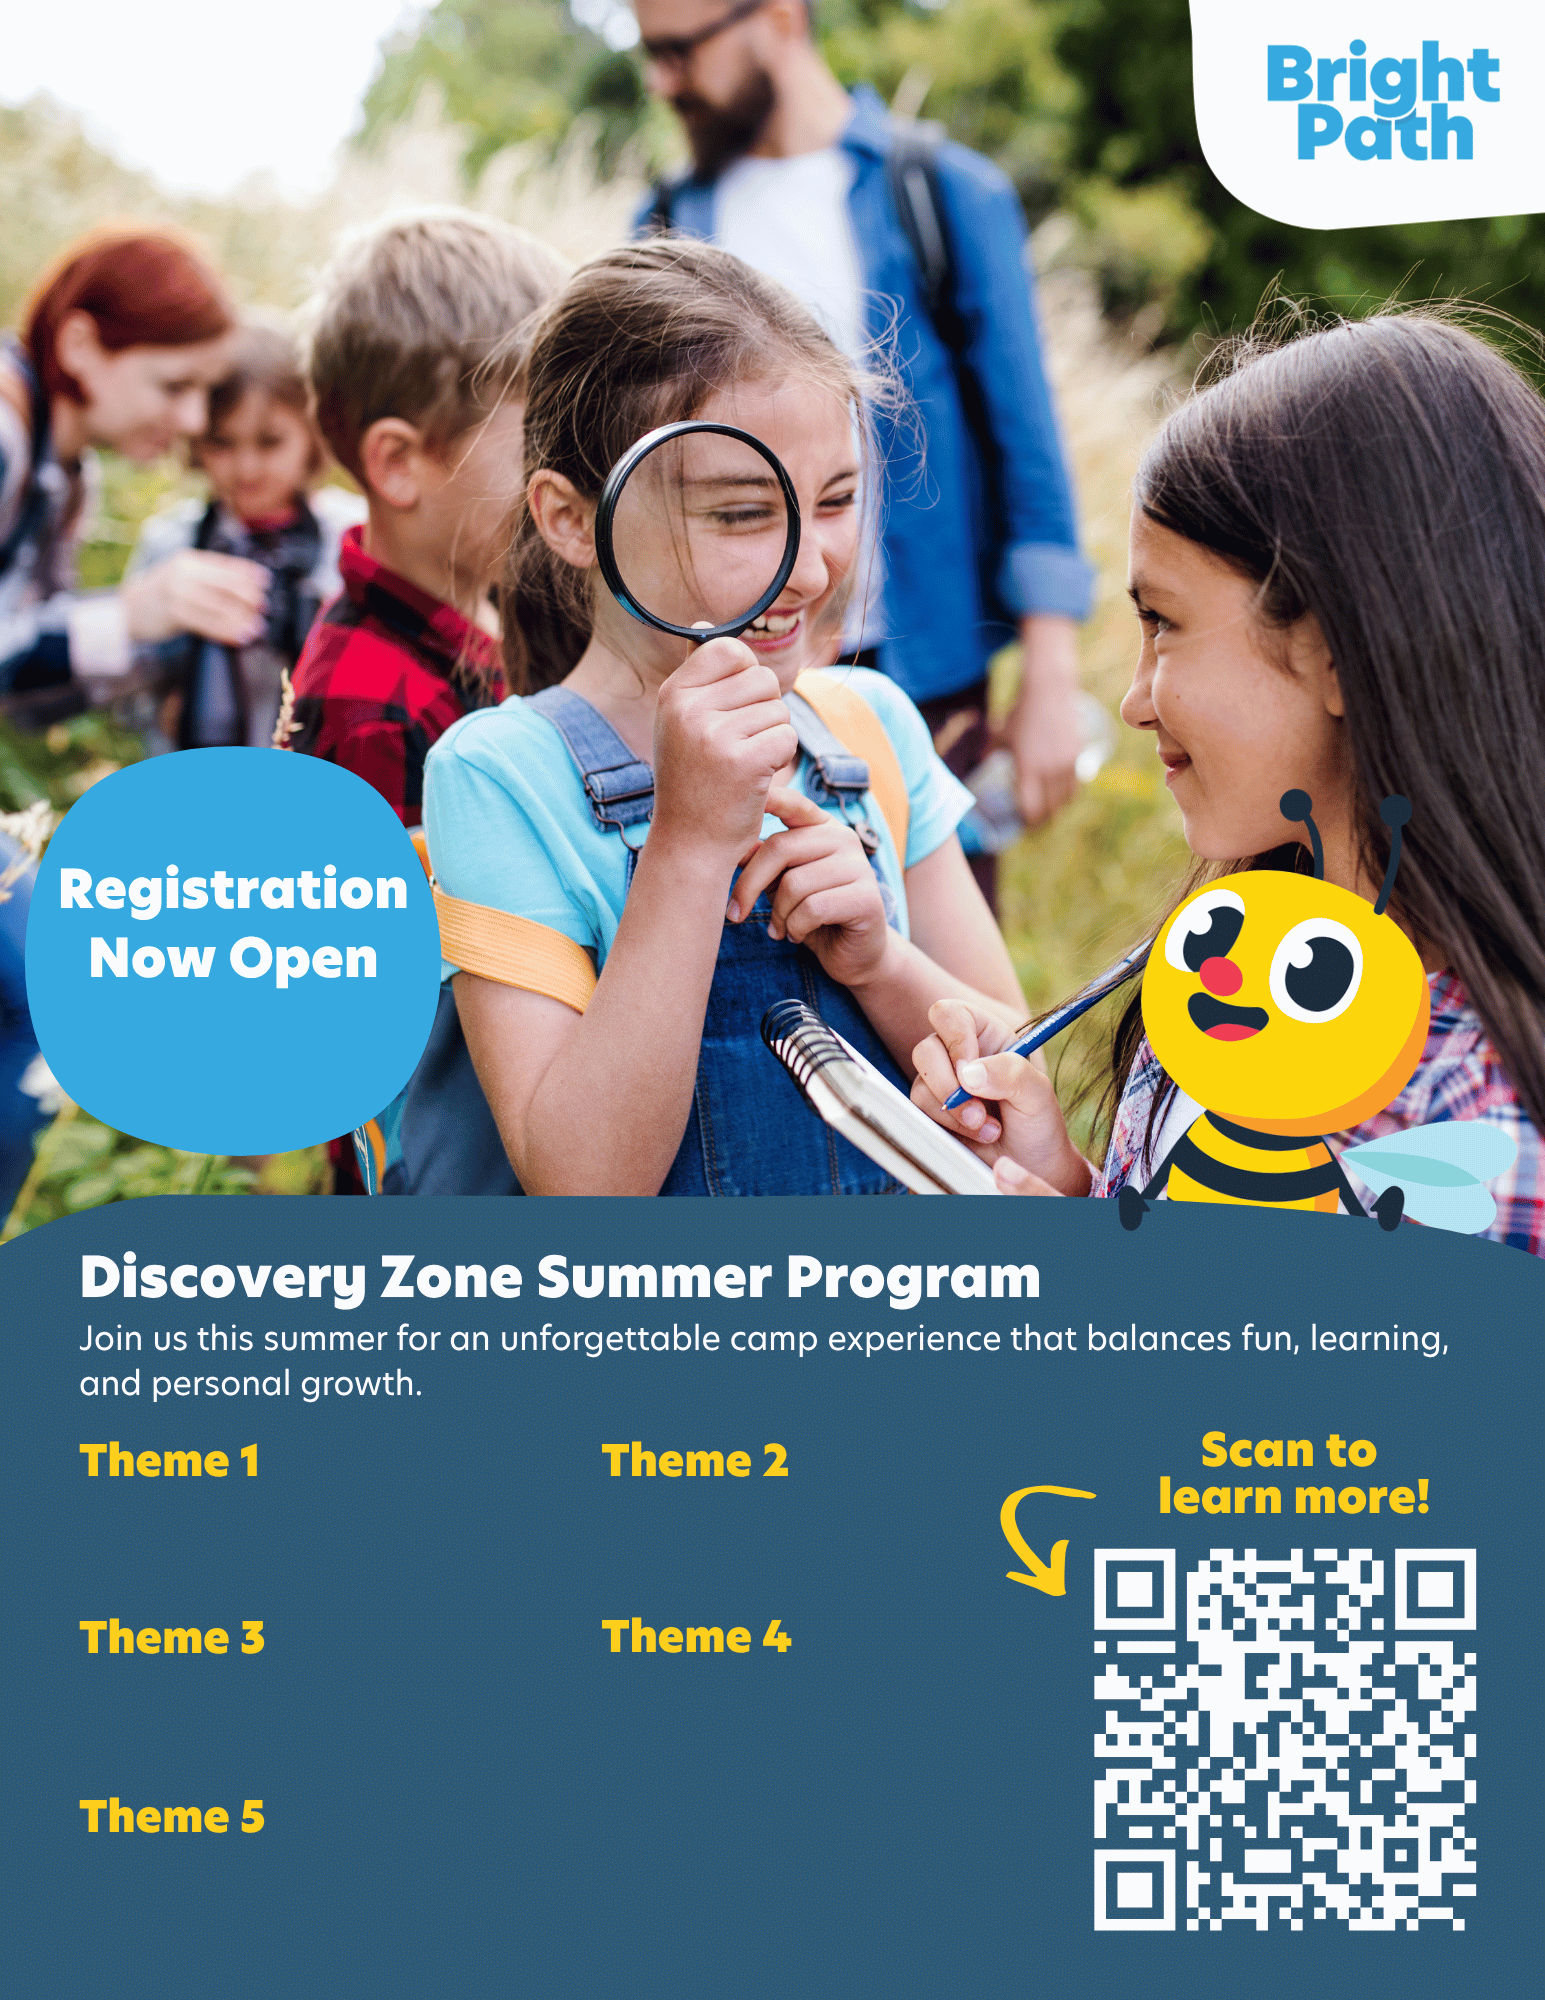 Bright
Path
Registration
Now Open
Discovery Zone Summer Program
Join us this summer for an unforgettable camp experience that balances fun, learning,
and personal growth.
Theme 1
Theme 2
Scan to
learn more!
Theme 3
Theme 4
Theme 5